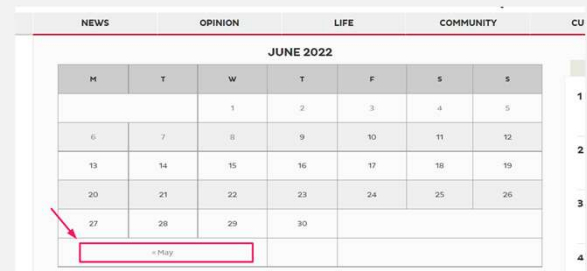 NEWS OPINION LIFE COMMUNITY CU
JUNE 2022
M T W T F S S
1 2 3 4 5
1
6 7 8 9 10 11 12
2
13 14 15 16 17 18 19
20 21 22 23 24 25 26
3
27 28 29 30
« May
4